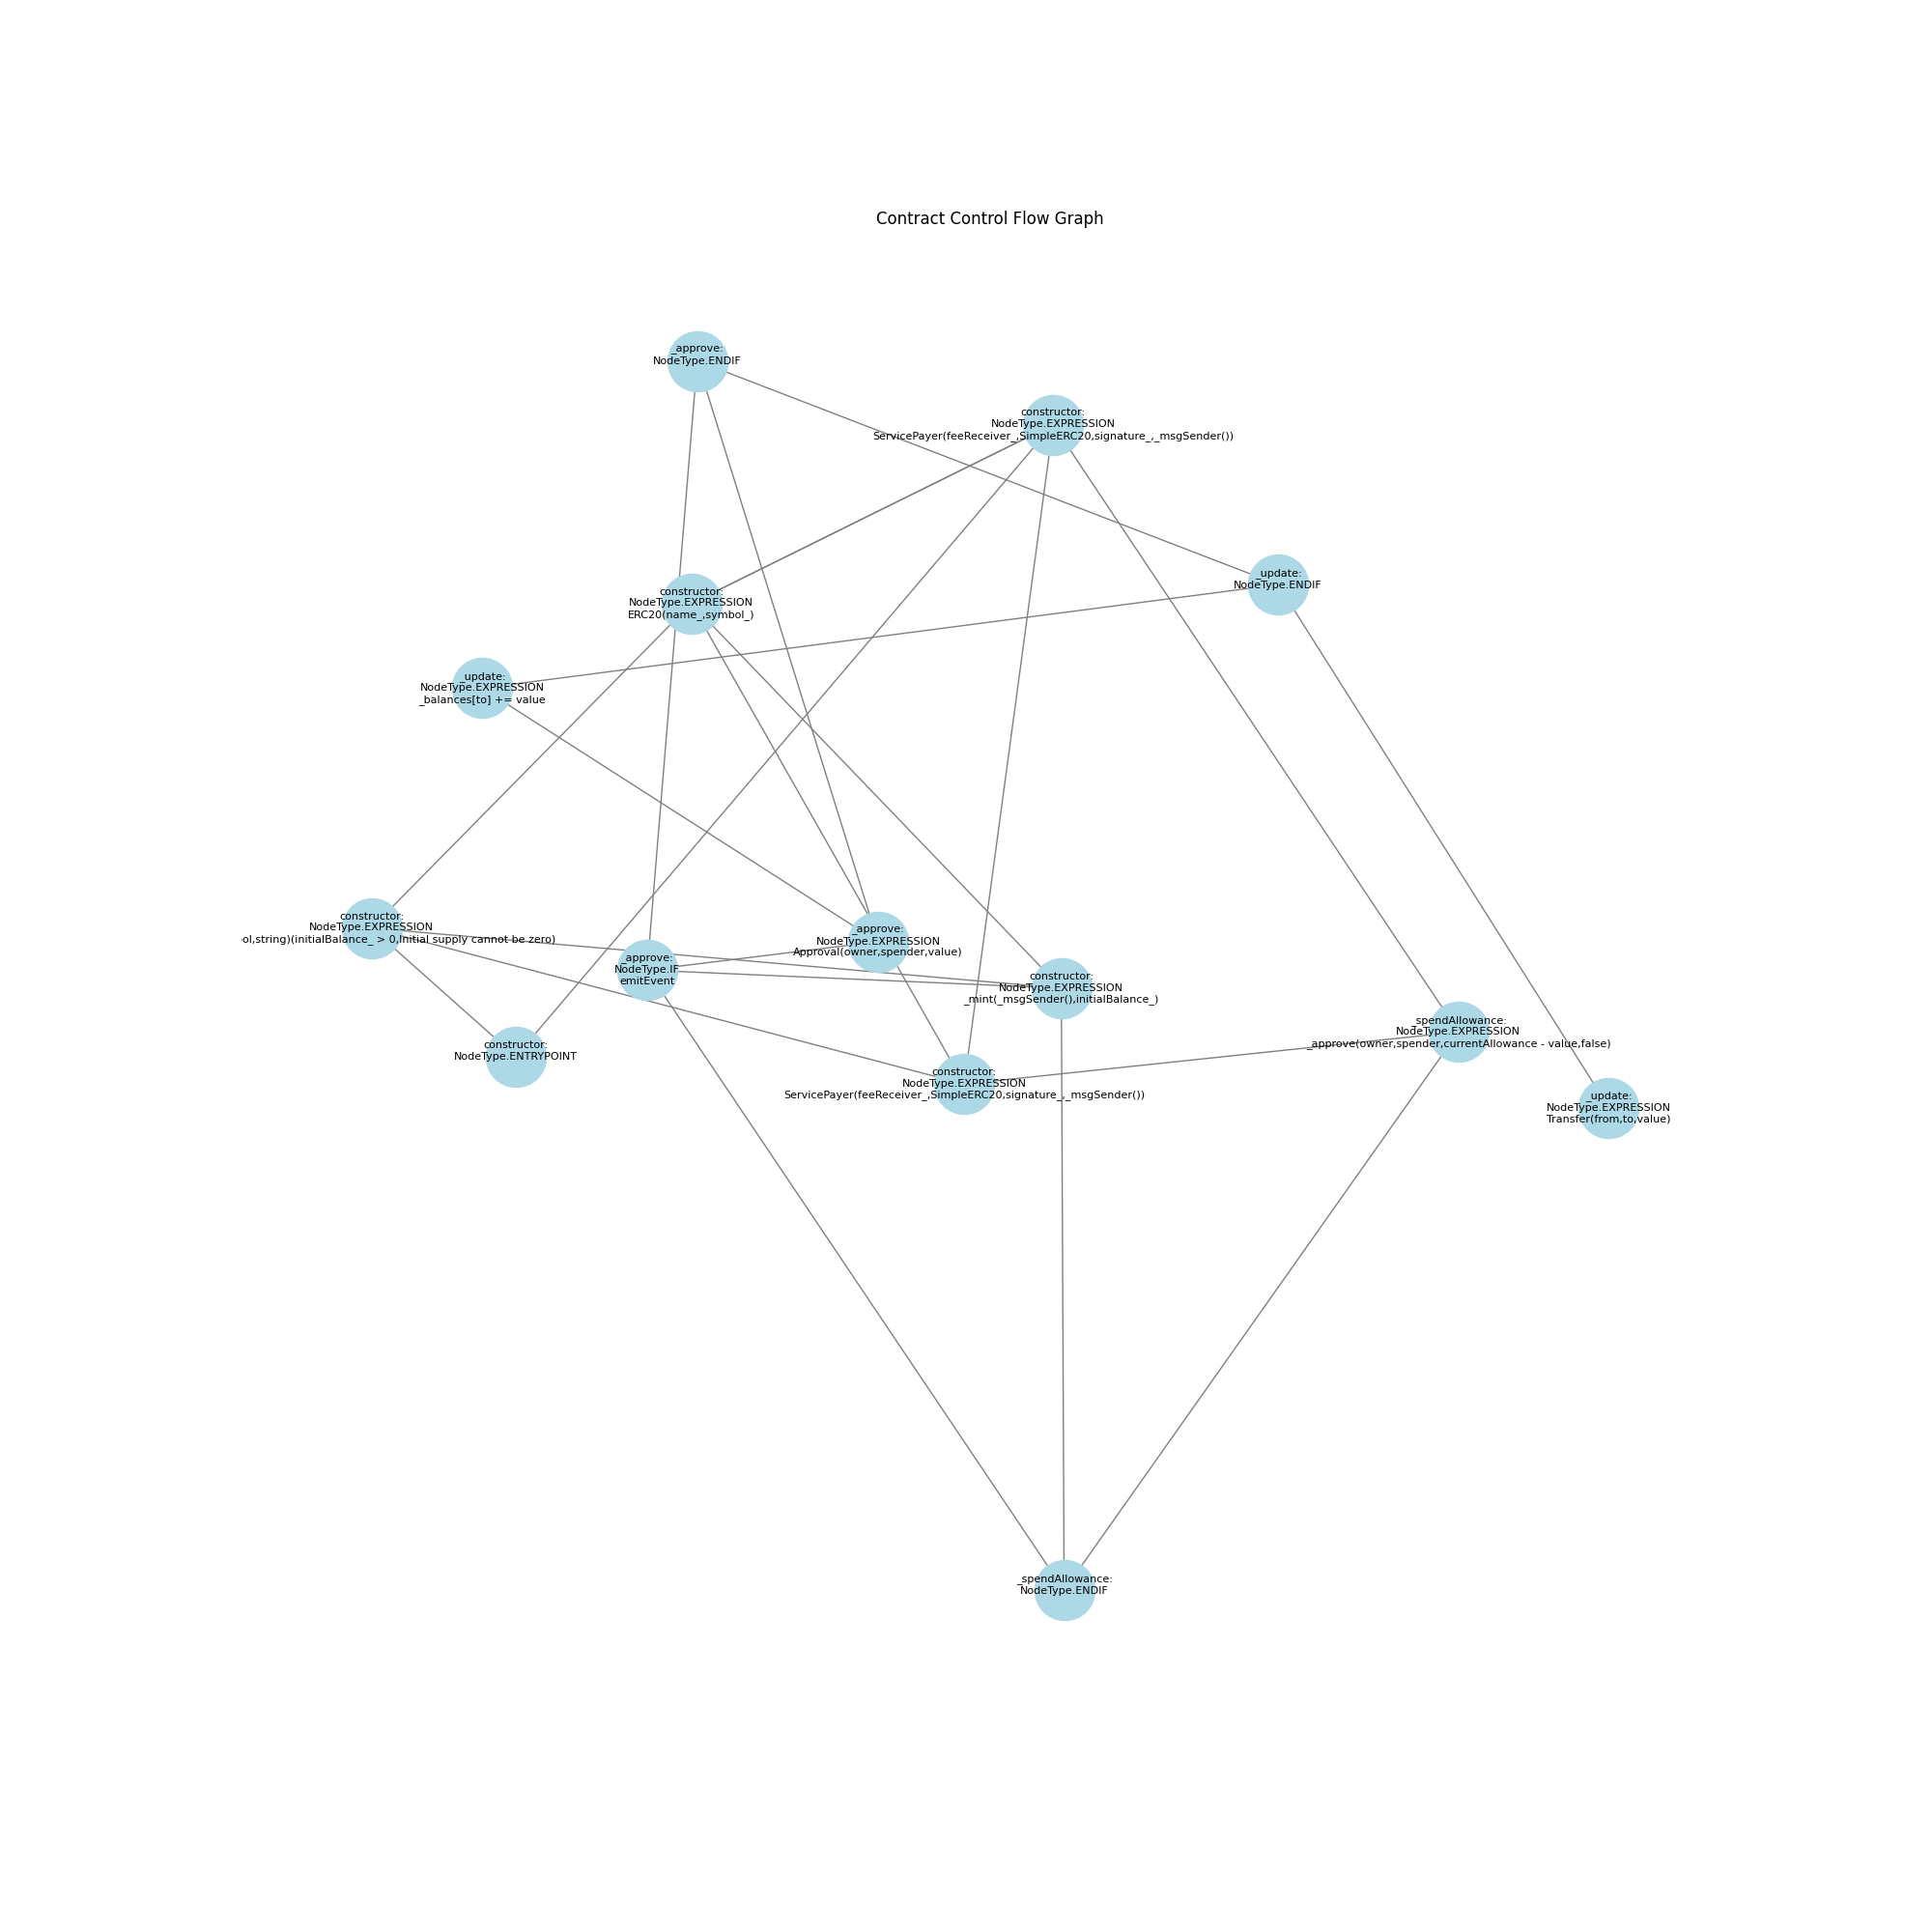 Contract Control Flow Graph
_approve:
NodeType.ENDIF
constructor:
NodeType.EXPRESSION
ServicePayer(feeReceiver_,SimpleERC20,signature_,_msgSender())
_update:
NodeType.ENDIF
constructor:
NodeType.EXPRESSION
ERC20(name_,symbol_)
_update:
NodeType.EXPRESSION
_balances[to] += value
constructor:
NodeType.EXPRESSION
ol,string)(initialBalance_ > 0,Initial supply cannot be zero)
_approve:
NodeType.EXPRESSION
Approval(owner,spender,value)
_approve:
NodeType.IF
emitEvent
constructor:
NodeType.EXPRESSION
_mint(_msgSender(),initialBalance_)
_spendAllowance:
NodeType.EXPRESSION
_approve(owner,spender,currentAllowance - value,false)
constructor:
NodeType.ENTRYPOINT
constructor:
NodeType.EXPRESSION
ServicePayer(feeReceiver_,SimpleERC20,signature_,_msgSender())
_update:
NodeType.EXPRESSION
Transfer(from,to,value)
_spendAllowance:
NodeType.ENDIF